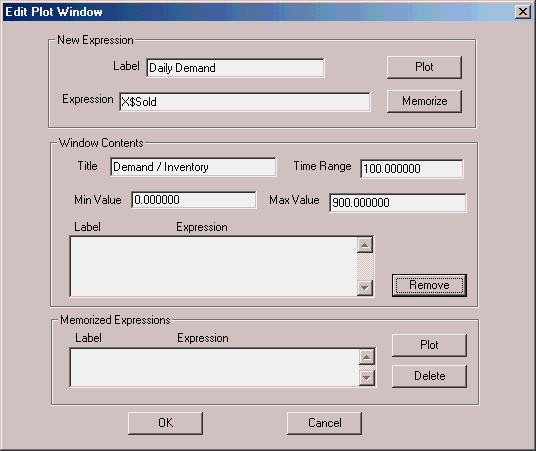 Edit Plot Window
New Expression
Label Daily Demand Plot
Expression X$Sold Memorize
Window Contents
Title Demand / Inventory Time Range 100.000000
Min Value 0.000000 Max Value 900.000000
Label Expression
Remove
Memorized Expressions
Label Expression Plot
Delete
OK Cancel